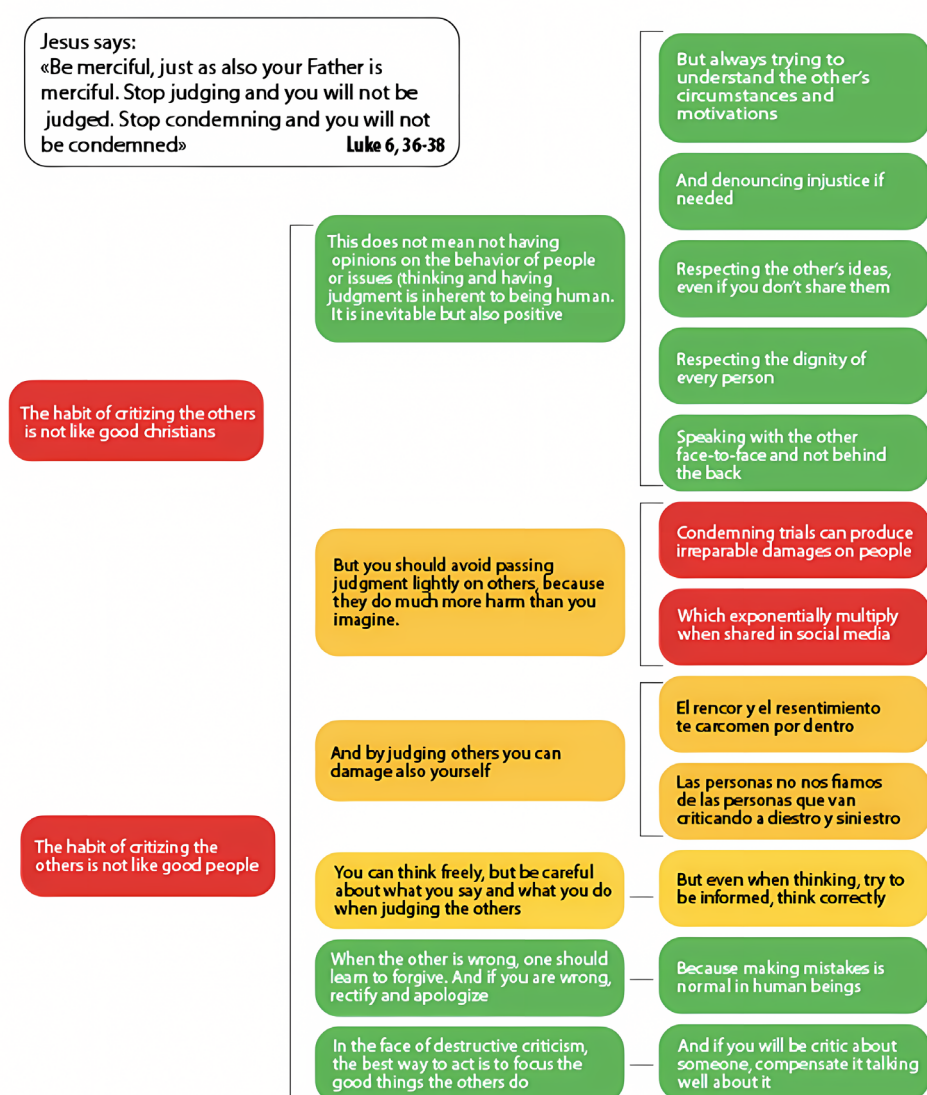 Jesus says:
«Be merciful, just as also your Father is
merciful. Stop judging and you will not be
judged. Stop condemning and you will not
be condemned» Luke 6, 36-38
The habit of critizing the others
is not like good christians
This does not mean not having
opinions on the behavior of people
or issues (thinking and having
judgment is inherent to being human.
It is inevitable but also positive
But always trying to
understand the other's
circumstances and
motivations
And denouncing injustice if
needed
Respecting the other's ideas,
even if you don't share them
Respecting the dignity of
every person
Speaking with the other
face-to-face and not behind
the back
But you should avoid passing
judgment lightly on others, because
they do much more harm than you
imagine.
Condemning trials can produce
irreparable damages on people
Which exponentially multiply
when shared in social media
And by judging others you can
damage also yourself
El rencor y el resentimiento
te carcomen por dentro
Las personas no nos fiamos
de las personas que van
criticando a diestro y siniestro
The habit of critizing the
others is not like good people
You can think freely, but be careful
about what you say and what you do
when judging the others
But even when thinking, try to
be informed, think correctly
When the other is wrong, one should
learn to forgive. And if you are wrong,
rectify and apologize
Because making mistakes is
normal in human beings
In the face of destructive criticism,
the best way to act is to focus the
good things the others do
And if you will be critic about
someone, compensate it talking
well about it